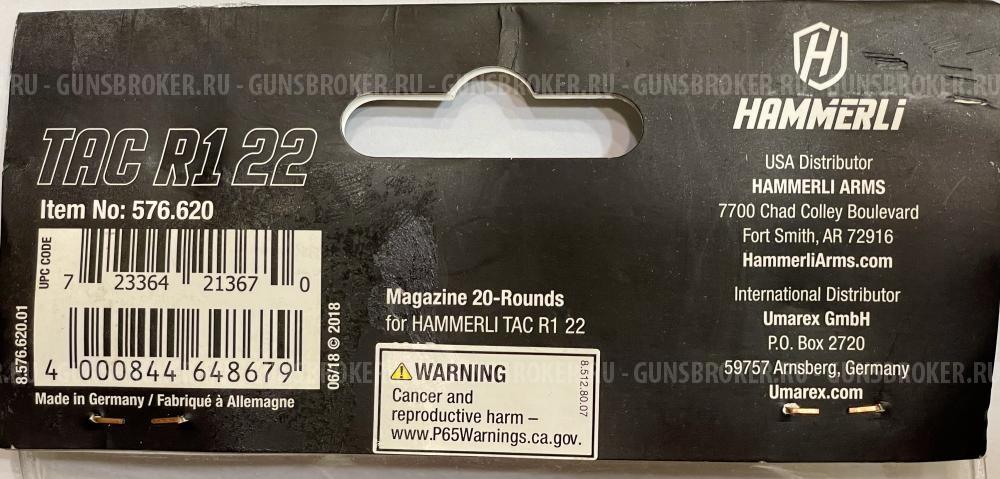 TAC R1 22
Item No: 576.620
UPC CODE
7 23364 21367 0
4 000844 648679
8.576.620.01
06/18 © 2018
Made in Germany / Fabriqué à Allemagne
Magazine 20-Rounds
for HAMMERLI TAC R1 22
WARNING
Cancer and
reproductive harm –
www.P65Warnings.ca.gov.
8.512.80.07
H
HAMMERLI
USA Distributor
HAMMERLI ARMS
7700 Chad Colley Boulevard
Fort Smith, AR 72916
HammerliArms.com
International Distributor
Umarex GmbH
P.O. Box 2720
59757 Arnsberg, Germany
Umarex.com
RU - GUNSBROKER.RU - GUNSBROKER.RU - GUNSBROKER.RU - GUNSBROKER.RU - GUNSBROKER.RU
GUNSBROKER.RU - GUNSBROKER.RU